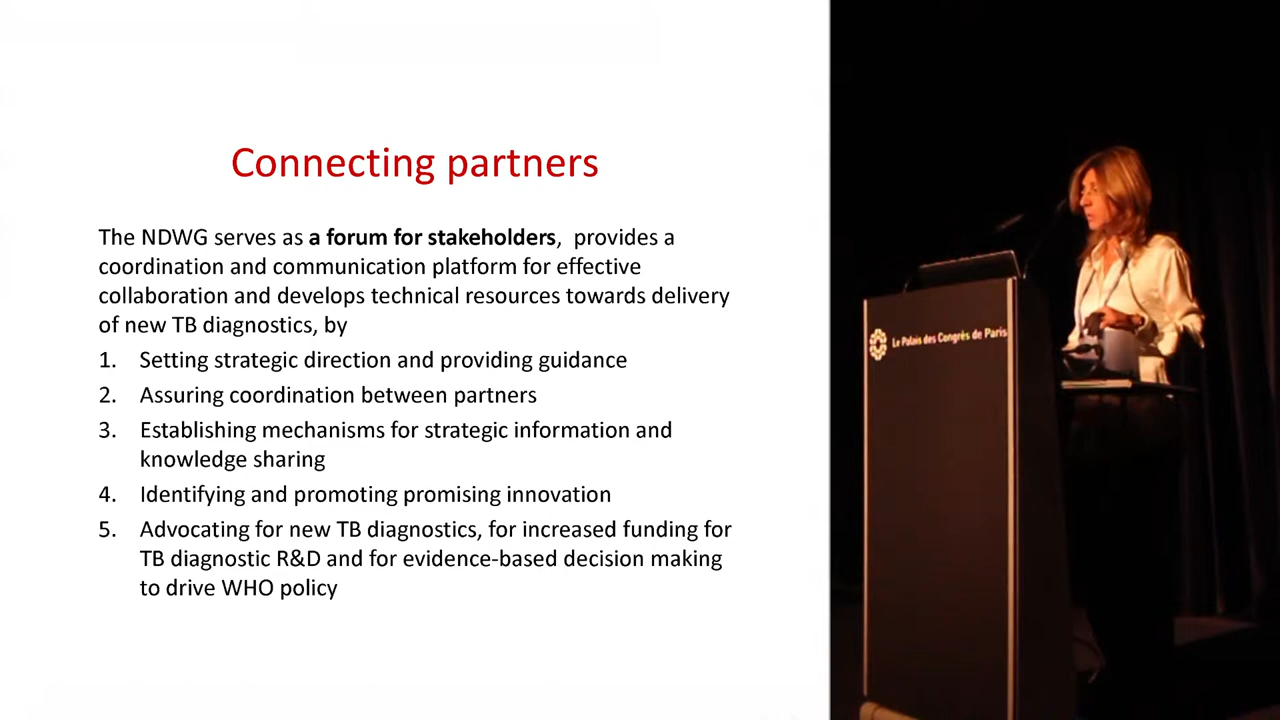 Connecting partners
The NDWG serves as a forum for stakeholders, provides a
coordination and communication platform for effective
collaboration and develops technical resources towards delivery
of new TB diagnostics, by
1. Setting strategic direction and providing guidance
2. Assuring coordination between partners
3. Establishing mechanisms for strategic information and
knowledge sharing
4. Identifying and promoting promising innovation
5. Advocating for new TB diagnostics, for increased funding for
TB diagnostic R&D and for evidence-based decision making
to drive WHO policy
Le Palais des Congrès de Paris